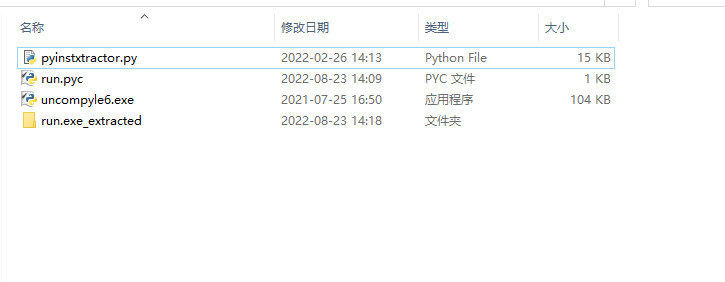 名称 修改日期 类型 大小
pyinstxtractor.py 2022-02-26 14:13 Python File 15 KB
run.pyc 2022-08-23 14:09 PYC 文件 1 KB
uncompyle6.exe 2021-07-25 16:50 应用程序 104 KB
run.exe_extracted 2022-08-23 14:18 文件夹